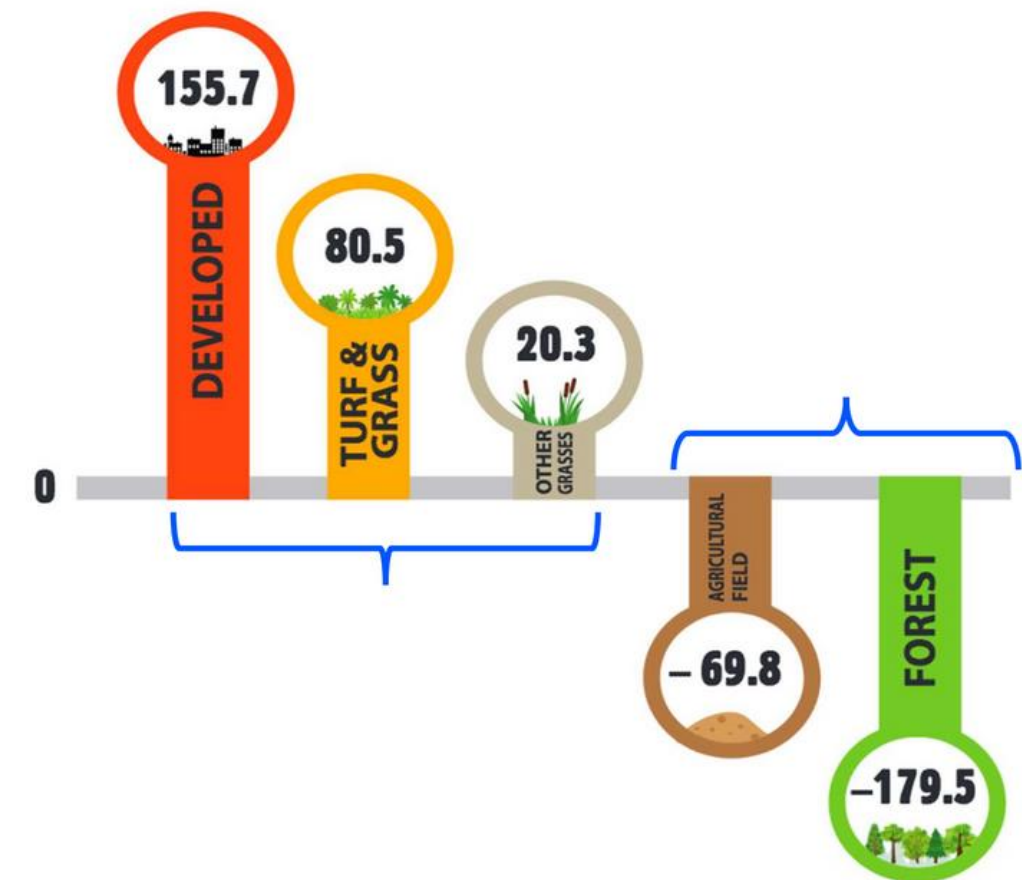 155.7
DEVELOPED
80.5
TURF &
GRASS
20.3
OTHER
GRASSES
0
AGRICULTURAL
FIELD
– 69.8
FOREST
–179.5